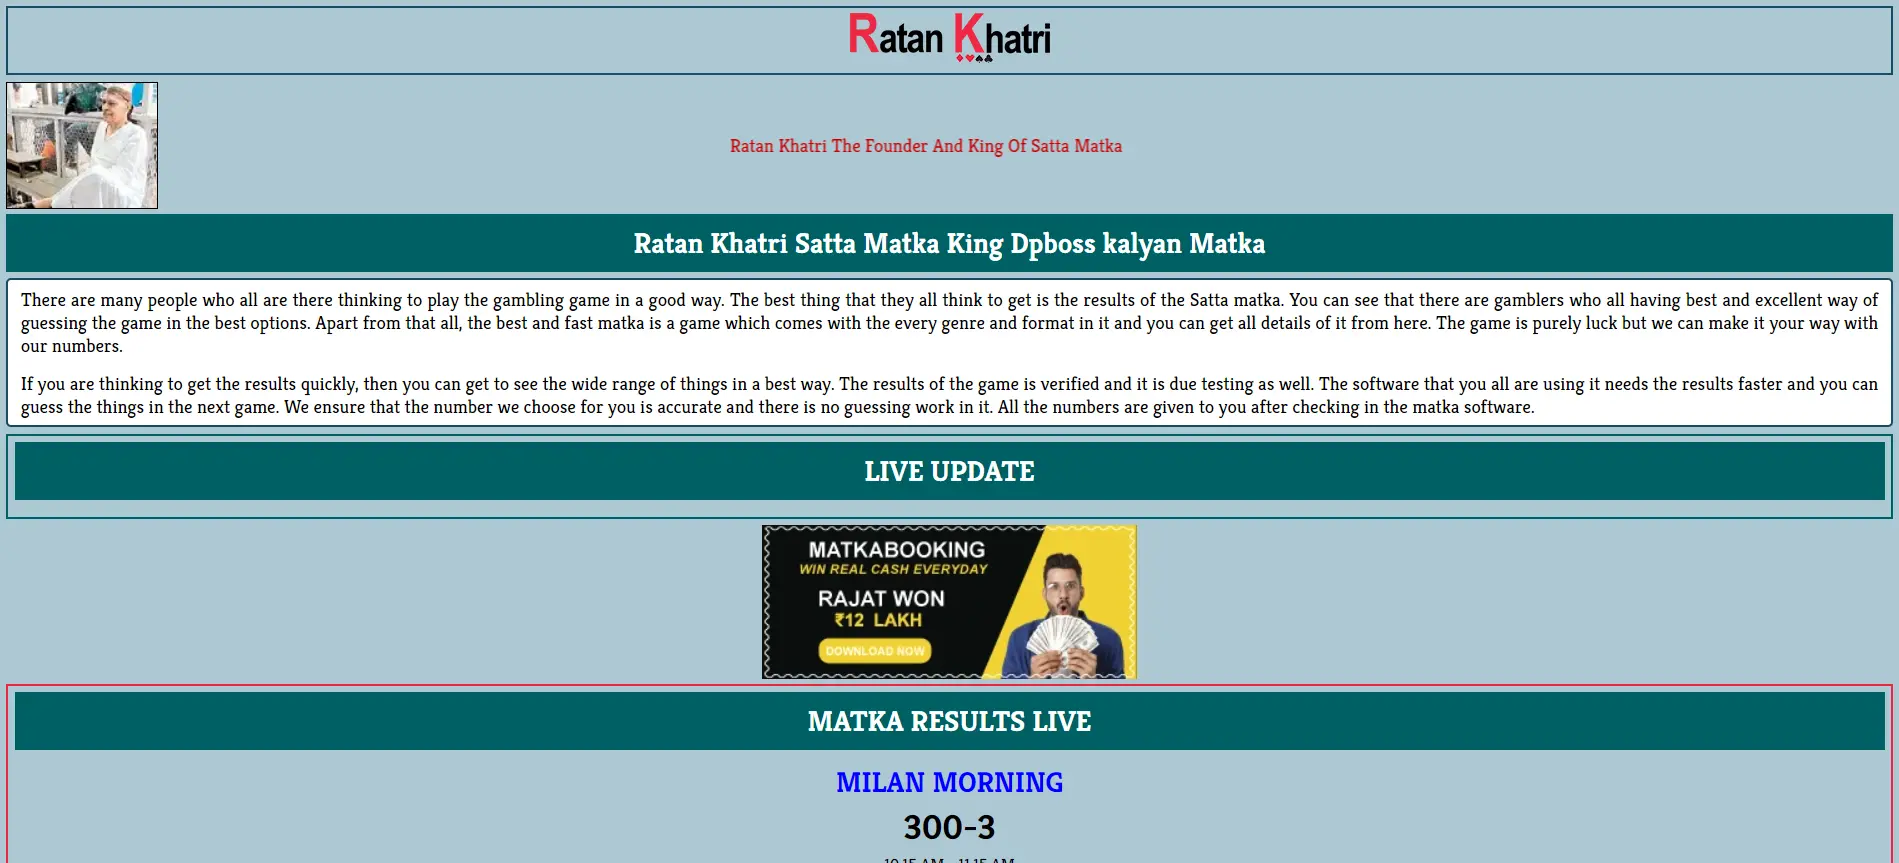 Ratan Khatri
Ratan Khatri The Founder And King Of Satta Matka
Ratan Khatri Satta Matka King Dpboss kalyan Matka
There are many people who all are there thinking to play the gambling game in a good way. The best thing that they all think to get is the results of the Satta matka. You can see that there are gamblers who all having best and excellent way of
guessing the game in the best options. Apart from that all, the best and fast matka is a game which comes with the every genre and format in it and you can get all details of it from here. The game is purely luck but we can make it your way with
our numbers.
If you are thinking to get the results quickly, then you can get to see the wide range of things in a best way. The results of the game is verified and it is due testing as well. The software that you all are using it needs the results faster and you can
guess the things in the next game. We ensure that the number we choose for you is accurate and there is no guessing work in it. All the numbers are given to you after checking in the matka software.
LIVE UPDATE
MATKABOOKING
WIN REAL CASH EVERYDAY
RAJAT WON
₹12 LAKH
DOWNLOAD NOW
MATKA RESULTS LIVE
MILAN MORNING
300-3
10.15 AM - 11.15 AM